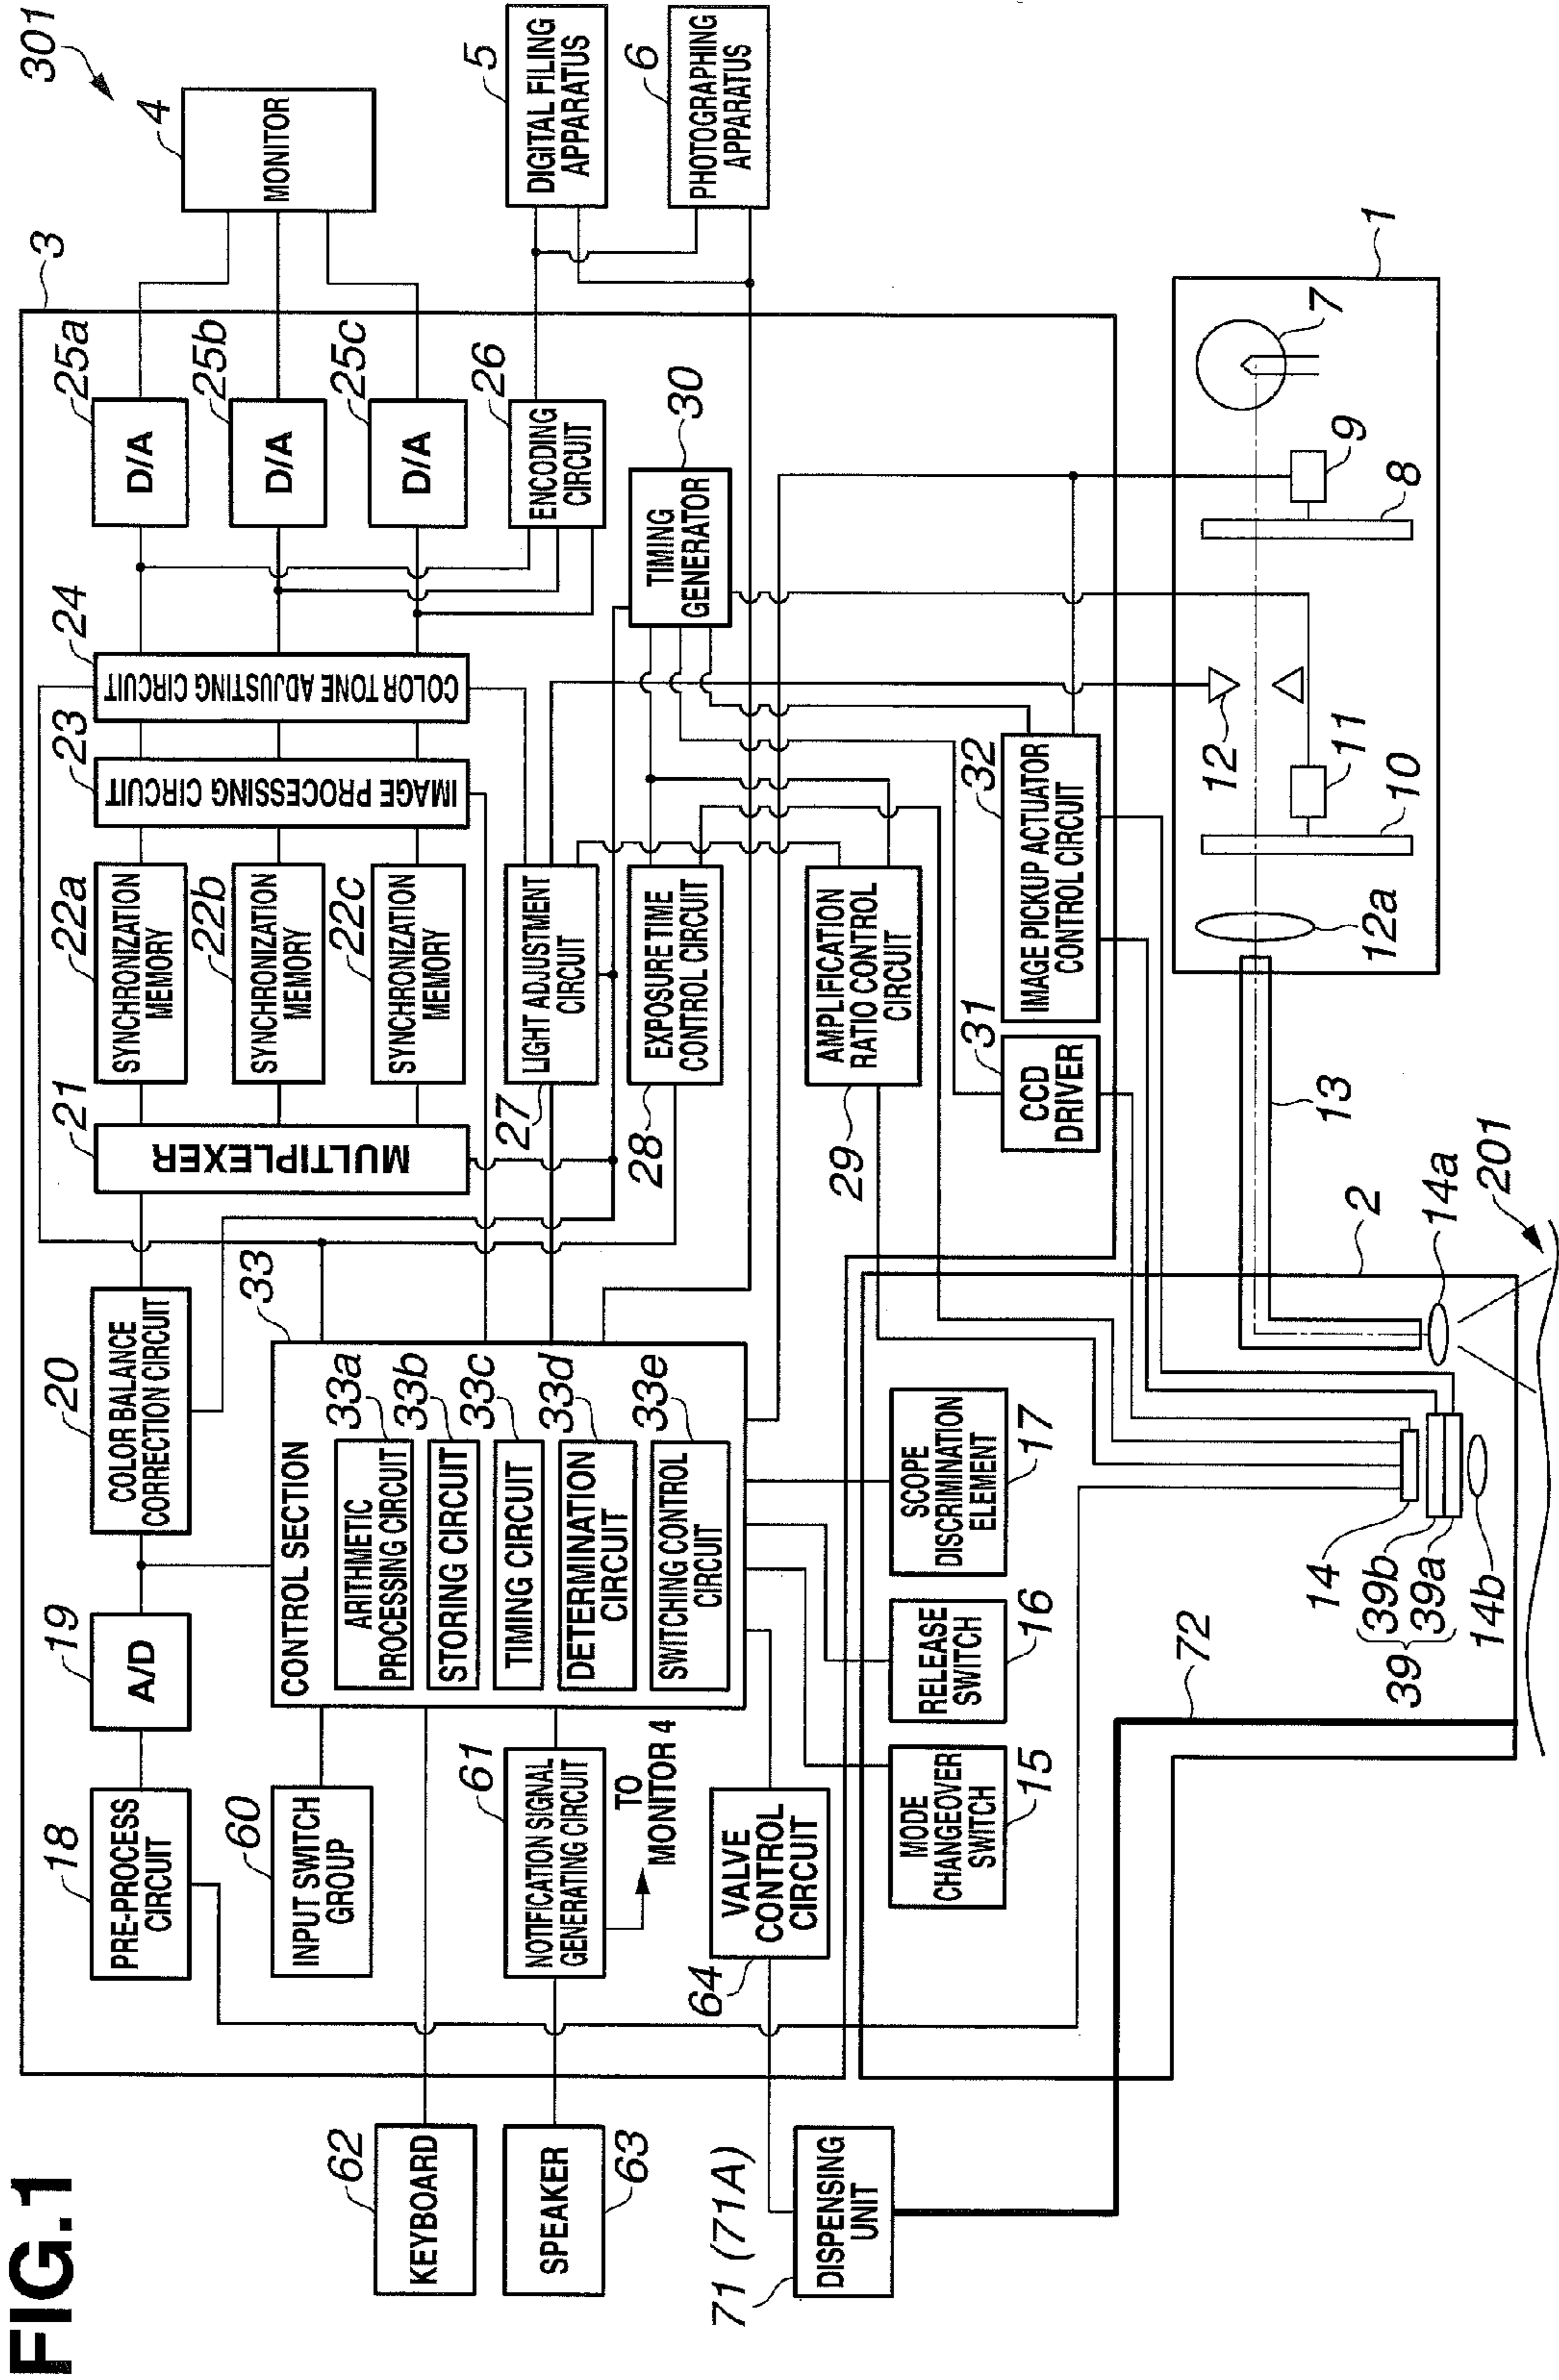 FIG.1
301
3
4
MONITOR
5
DIGITAL FILING
APPARATUS
6
PHOTOGRAPHING
APPARATUS
18
PRE-PROCESS
CIRCUIT
19
A/D
20
COLOR BALANCE
CORRECTION CIRCUIT
21
MULTIPLEXER
22a
SYNCHRONIZATION
MEMORY
22b
SYNCHRONIZATION
MEMORY
22c
SYNCHRONIZATION
MEMORY
23
IMAGE PROCESSING CIRCUIT
24
COLOR TONE ADJUSTING CIRCUIT
25a
D/A
25b
D/A
25c
D/A
26
ENCODING
CIRCUIT
60
INPUT SWITCH
GROUP
33
CONTROL SECTION
33a
ARITHMETIC
PROCESSING CIRCUIT
33b
STORING CIRCUIT
33c
TIMING CIRCUIT
33d
DETERMINATION
CIRCUIT
33e
SWITCHING CONTROL
CIRCUIT
27
LIGHT ADJUSTMENT
CIRCUIT
28
EXPOSURE TIME
CONTROL CIRCUIT
29
AMPLIFICATION
RATIO CONTROL
CIRCUIT
30
TIMING
GENERATOR
31
CCD
DRIVER
32
IMAGE PICKUP ACTUATOR
CONTROL CIRCUIT
62
KEYBOARD
63
SPEAKER
61
NOTIFICATION SIGNAL
GENERATING CIRCUIT
TO
MONITOR 4
64
VALVE
CONTROL
CIRCUIT
71 (71A)
DISPENSING
UNIT
15
MODE
CHANGEOVER
SWITCH
16
RELEASE
SWITCH
17
SCOPE
DISCRIMINATION
ELEMENT
72
14
39
39b
39a
14b
2
14a
201
13
12a
10
11
12
8
9
7
1